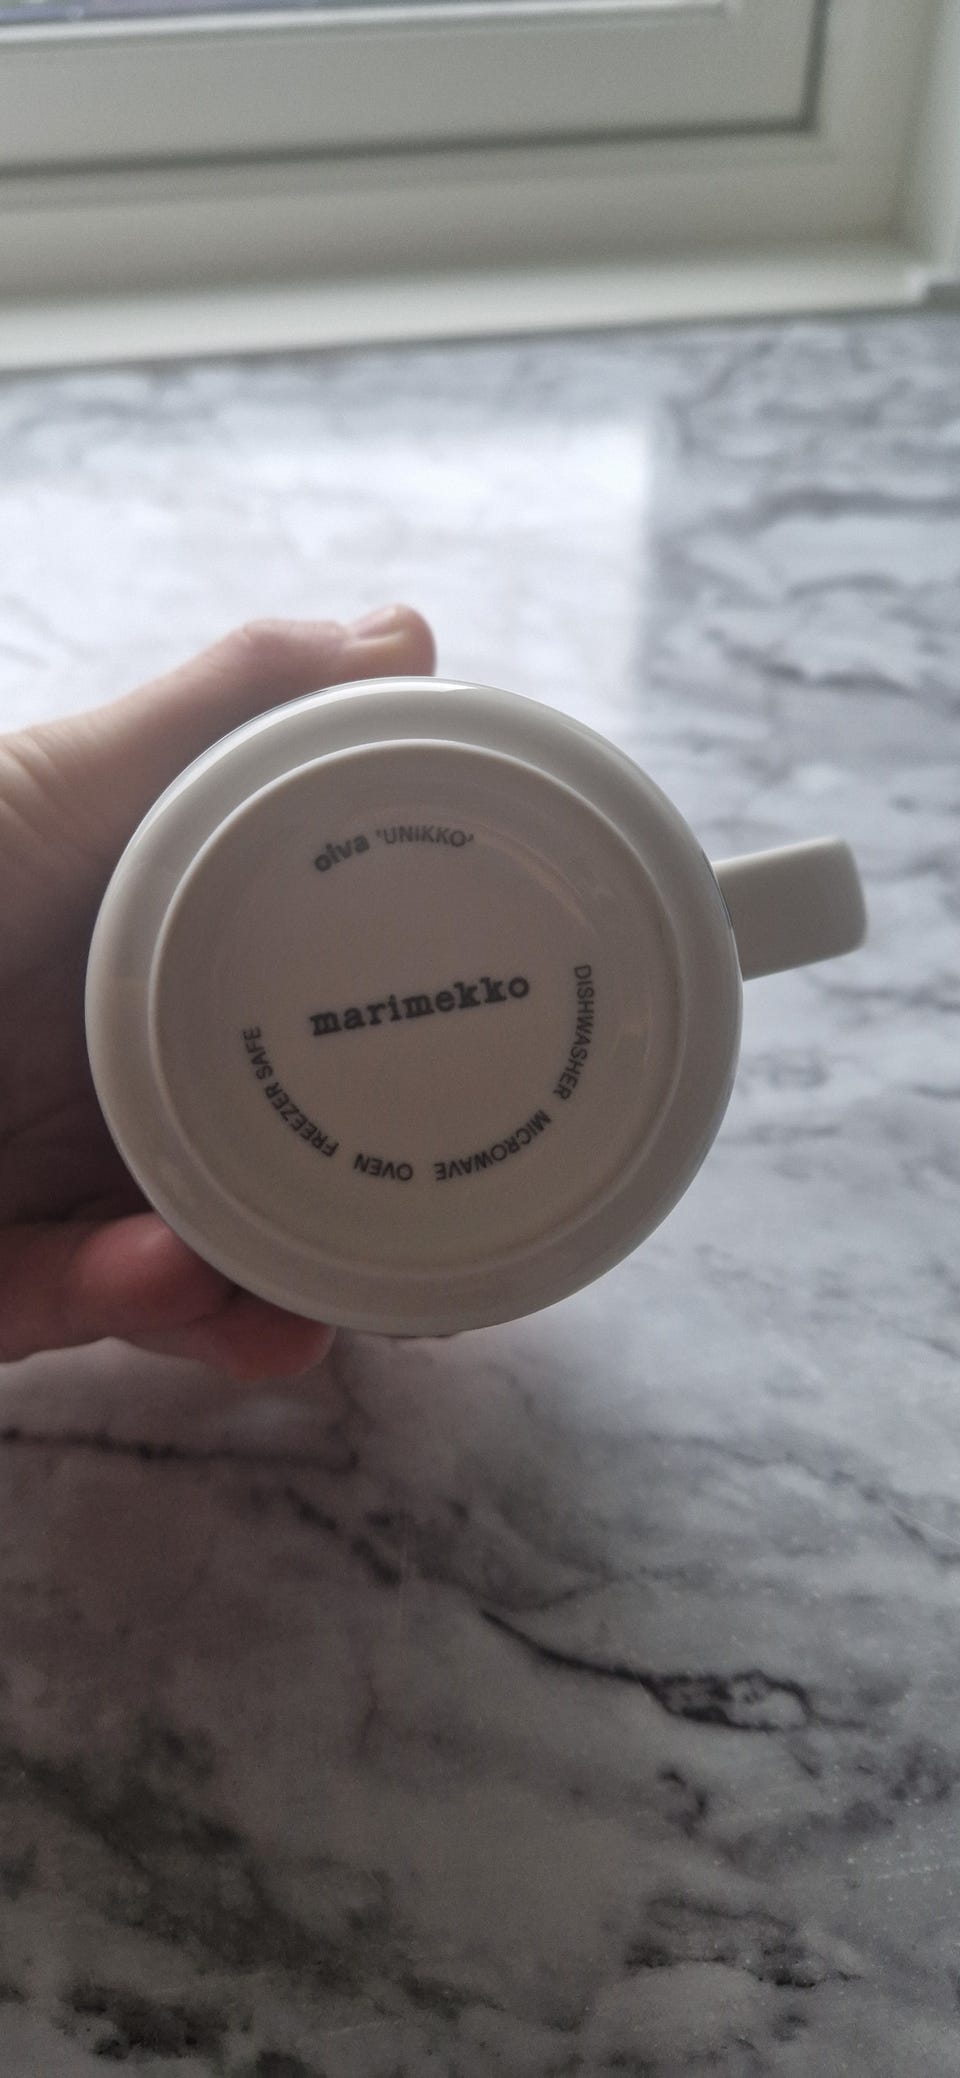 oiva 'UNIKKO'
marimekko
DISHWASHER MICROWAVE OVEN FREEZER SAFE